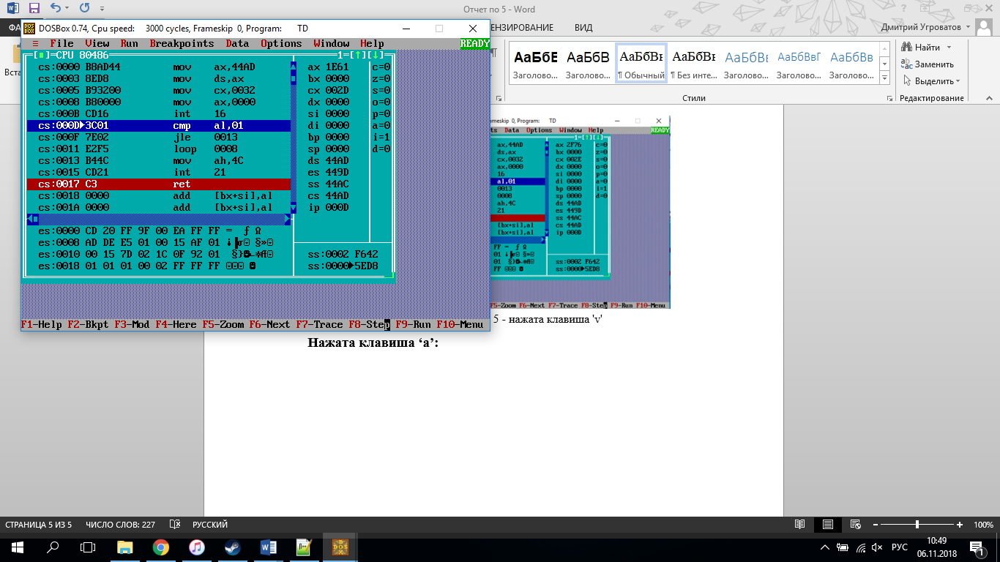 Отчет по 5 - Word
DOSBox 0.74, Cpu speed: 3000 cycles, Frameskip 0, Program: TD
ЕНЗИРОВАНИЕ ВИД Дмитрий Угроватов
≡ File View Run Breakpoints Data Options Window Help READY
[■]=CPU 80486 1=[↑][↓]
cs:0000 B8AD44 mov ax,44AD ax 1E61 c=0
cs:0003 8ED8 mov ds,ax bx 0000 z=0
cs:0005 B93200 mov cx,0032 cx 002D s=0
cs:0008 B80000 mov ax,0000 dx 0000 o=0
cs:000B CD16 int 16 si 0000 p=0
cs:000D►3C01 cmp al,01 di 0000 a=0
cs:000F 7E02 jle 0013 bp 0000 i=1
cs:0011 E2F5 loop 0008 sp 0000 d=0
cs:0013 B44C mov ah,4C ds 44AD
cs:0015 CD21 int 21 es 449D
cs:0017 C3 ret ss 44AC
cs:0018 0000 add [bx+si],al cs 44AD
cs:001A 0000 add [bx+si],al ip 000D
es:0000 CD 20 FF 9F 00 EA FF FF = ƒ Ω
es:0008 AD DE E5 01 00 15 AF 01
es:0010 00 15 7D 02 1C 0F 92 01
es:0018 01 01 01 00 02 FF FF FF
ss:0002 F642
ss:0000►5ED8
F1-Help F2-Bkpt F3-Mod F4-Here F5-Zoom F6-Next F7-Trace F8-Step F9-Run F10-Menu
ФА
Вста
АаБбВ АаБбВ АаБбВв АаБбВв АаБбВв АаБбВвГ АаБбВв
Заголово... Заголово... ¶ Обычный ¶ Без инте... Заголово... Заголово... Заголово...
Стили
Найти
Заменить
Выделить
Редактирование
meskip 0, Program: TD
ts Data Options Window Help READY
1=[↑][↓]
ax,44AD ax 2F76 c=0
ds,ax bx 0000 z=0
cx,0032 cx 002E s=0
ax,0000 dx 0000 o=0
16 si 0000 p=0
al,01 di 0000 a=0
0013 bp 0000 i=1
0008 sp 0000 d=0
ah,4C ds 44AD
21 es 449D
ss 44AC
[bx+si],al cs 44AD
[bx+si],al ip 000D
FF = ƒ Ω
01
01 ss:0002 F642
FF ss:0000►5ED8
F5-Zoom F6-Next F7-Trace F8-Step F9-Run F10-Menu
5 - нажата клавиша 'v'
Нажата клавиша ‘a’:
СТРАНИЦА 5 ИЗ 5 ЧИСЛО СЛОВ: 227 РУССКИЙ 100%
РУС
10:49
06.11.2018
1